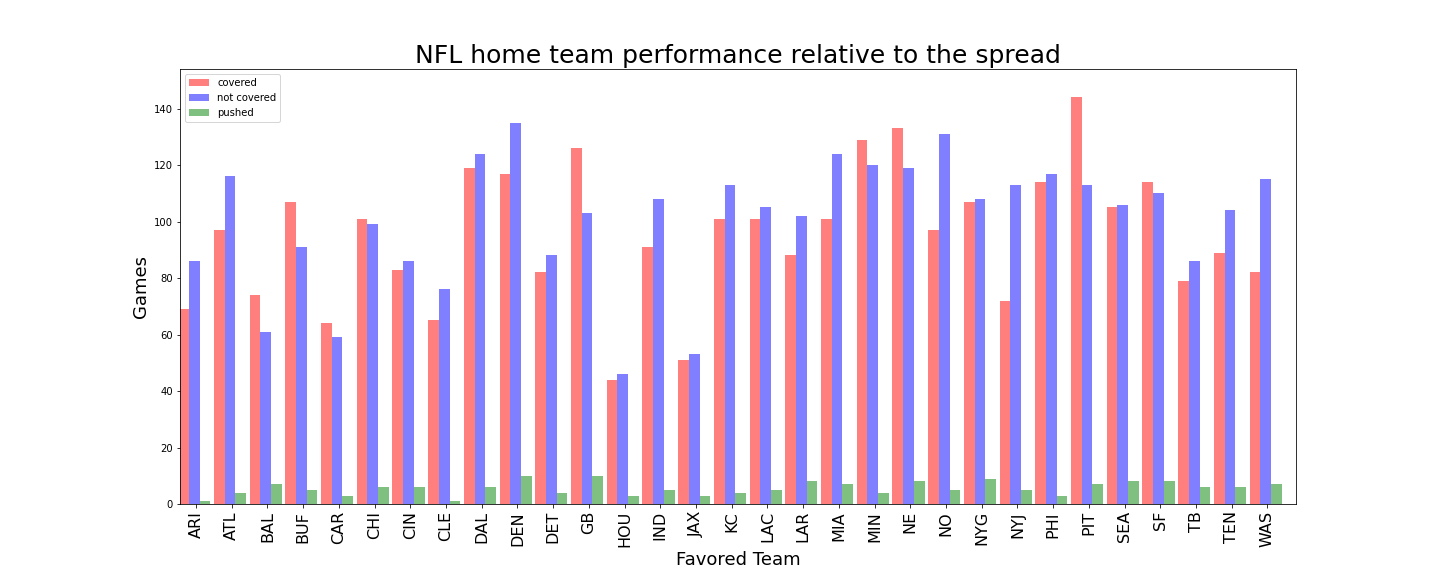 NFL home team performance relative to the spread
covered
not covered
pushed
140
120
100
80
60
40
20
0
Games
ARI
ATL
BAL
BUF
CAR
CHI
CIN
CLE
DAL
DEN
DET
GB
HOU
IND
JAX
KC
LAC
LAR
MIA
MIN
NE
NO
NYG
NYJ
PHI
PIT
SEA
SF
TB
TEN
WAS
Favored Team